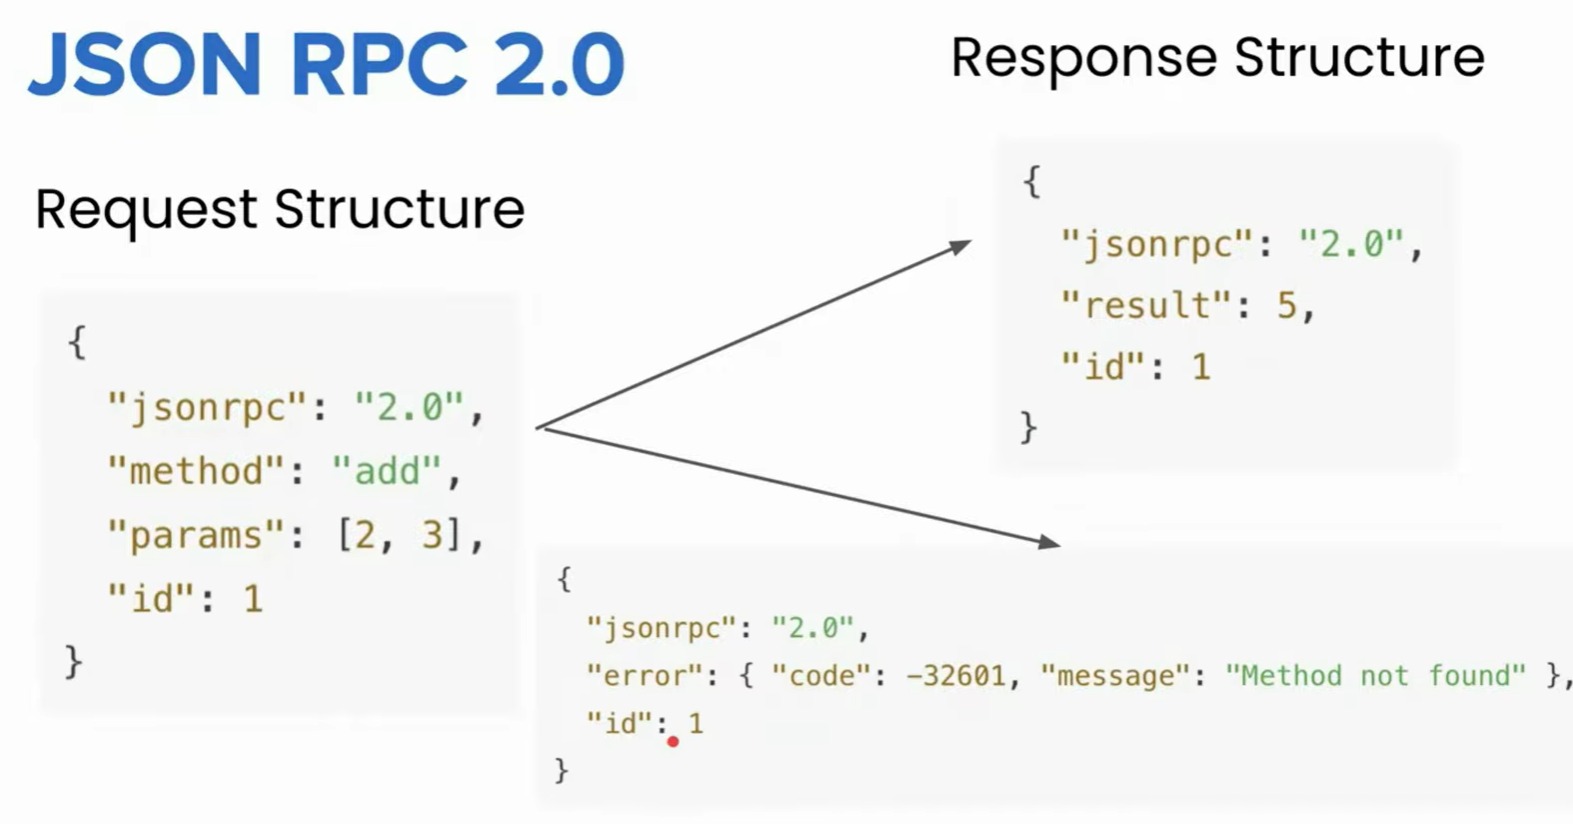 JSON RPC 2.0
Request Structure
{
  "jsonrpc": "2.0",
  "method": "add",
  "params": [2, 3],
  "id": 1
}
Response Structure
{
  "jsonrpc": "2.0",
  "result": 5,
  "id": 1
}
{
  "jsonrpc": "2.0",
  "error": { "code": -32601, "message": "Method not found" },
  "id": 1
}